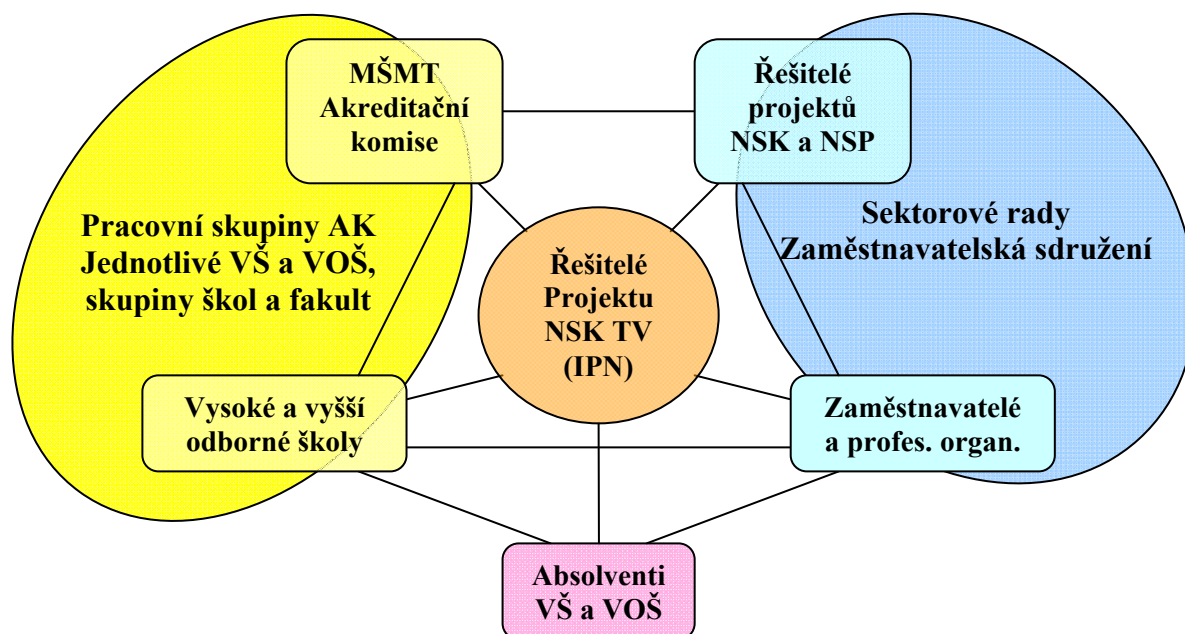 MŠMT
Akreditační
komise
Řešitelé
projektů
NSK a NSP
Pracovní skupiny AK
Jednotlivé VŠ a VOŠ,
skupiny škol a fakult
Řešitelé
Projektu
NSK TV
(IPN)
Sektorové rady
Zaměstnavatelská sdružení
Vysoké a vyšší
odborné školy
Zaměstnavatelé
a profes. organ.
Absolventi
VŠ a VOŠ